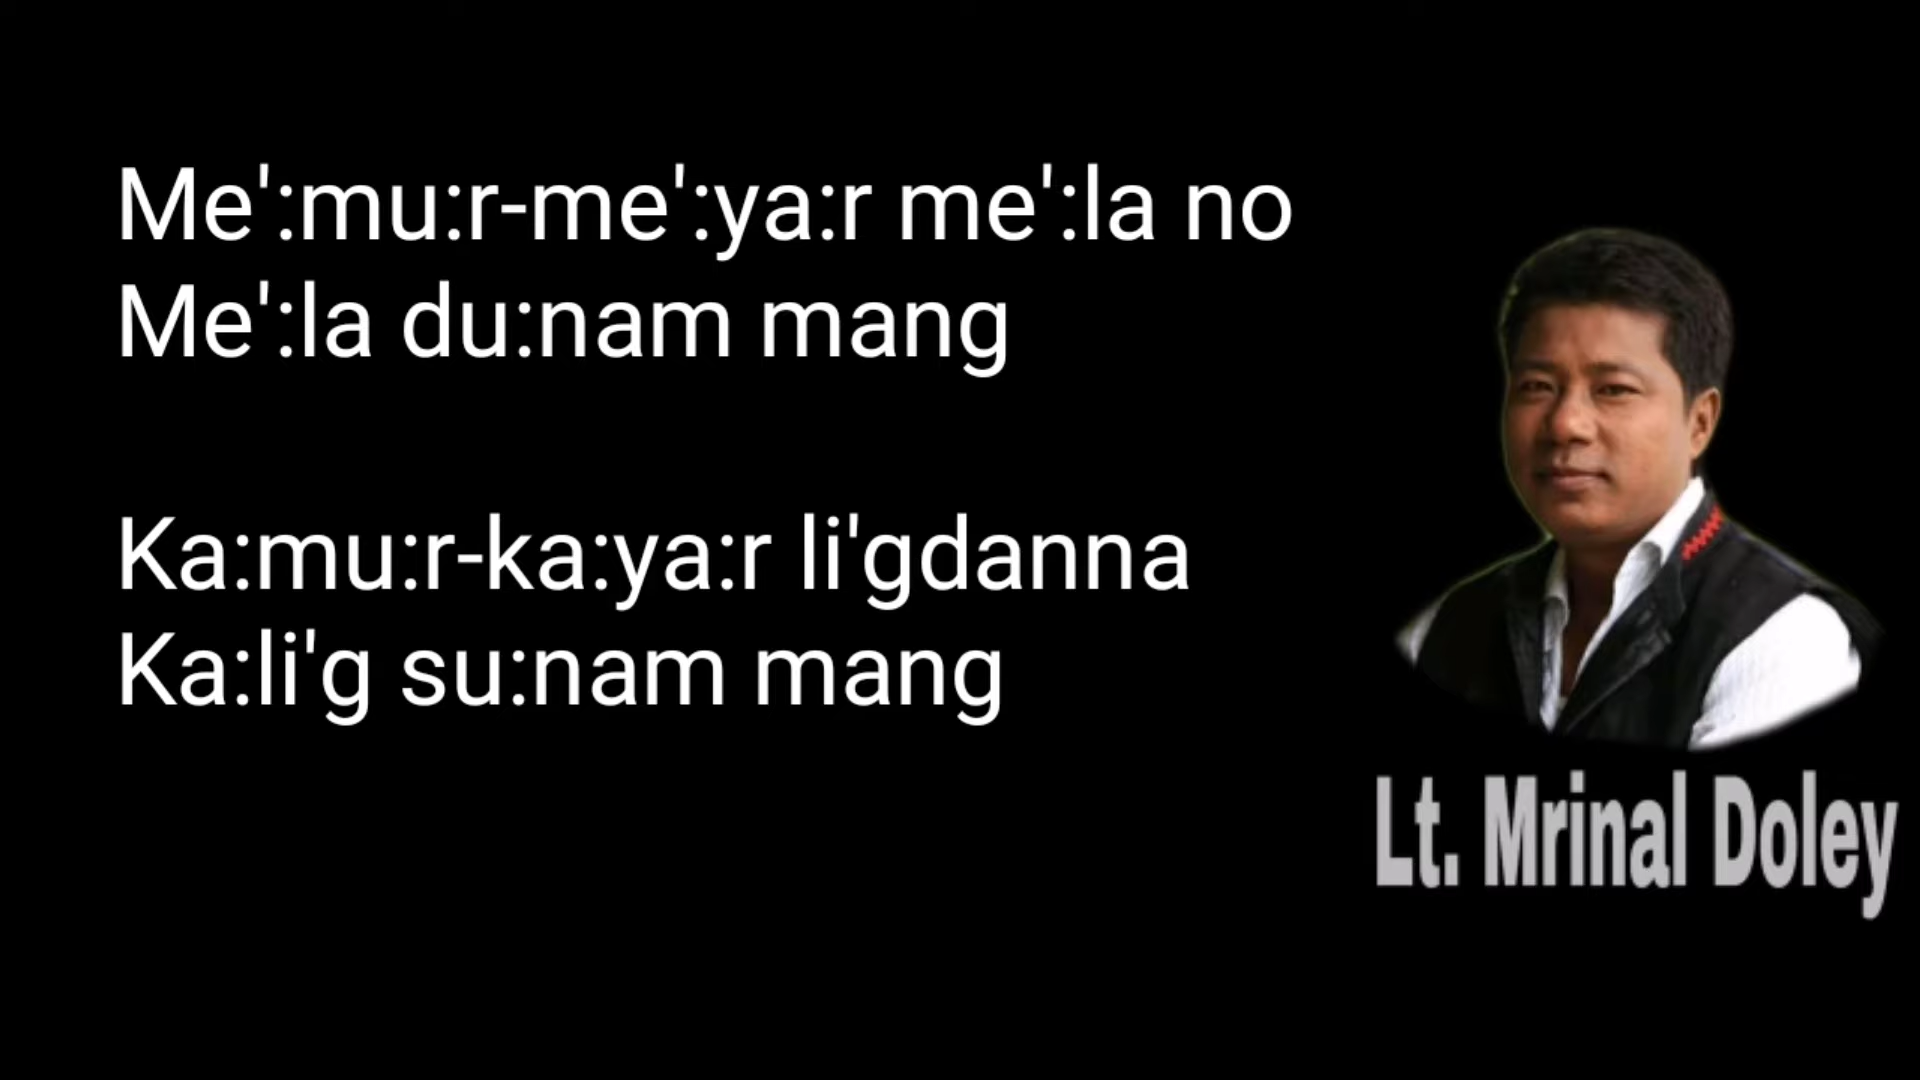 Me':mu:r-me':ya:r me':la no
Me':la du:nam mang
Ka:mu:r-ka:ya:r li'gdanna
Ka:li'g su:nam mang
Lt. Mrinal Doley